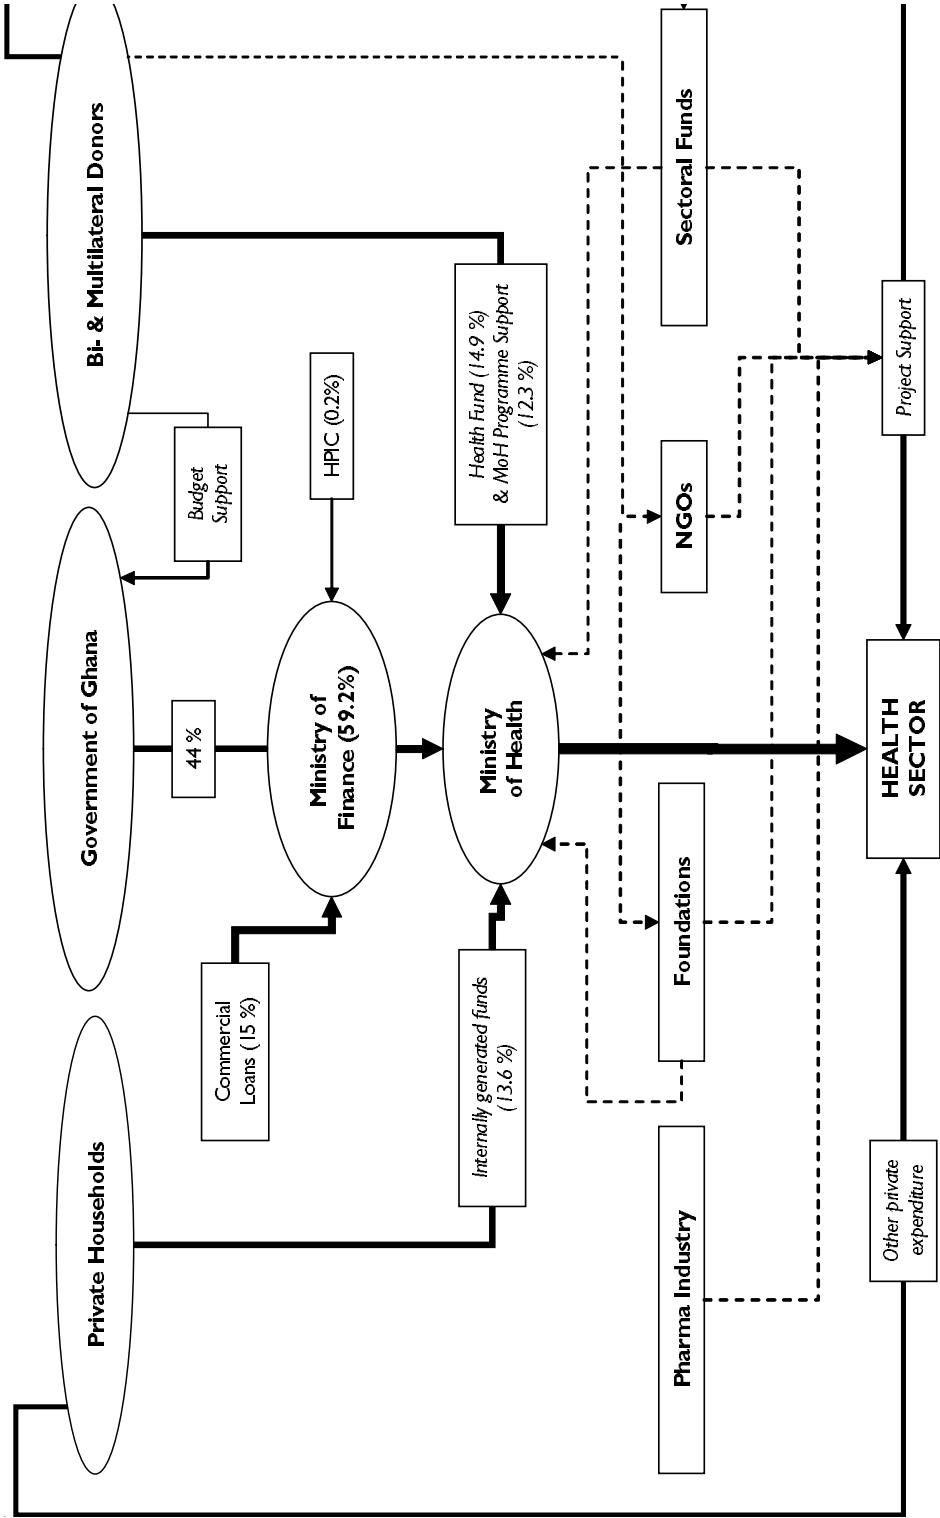 Private Households
Government of Ghana
Bi- & Multilateral Donors
44 %
Budget
Support
Commercial
Loans (15 %)
Ministry of
Finance (59.2%)
HPIC (0.2%)
Internally generated funds
(13.6 %)
Ministry
of Health
Health Fund (14.9 %)
& MoH Programme Support
(12.3 %)
Pharma Industry
Foundations
NGOs
Sectoral Funds
Other private
expenditure
HEALTH
SECTOR
Project Support